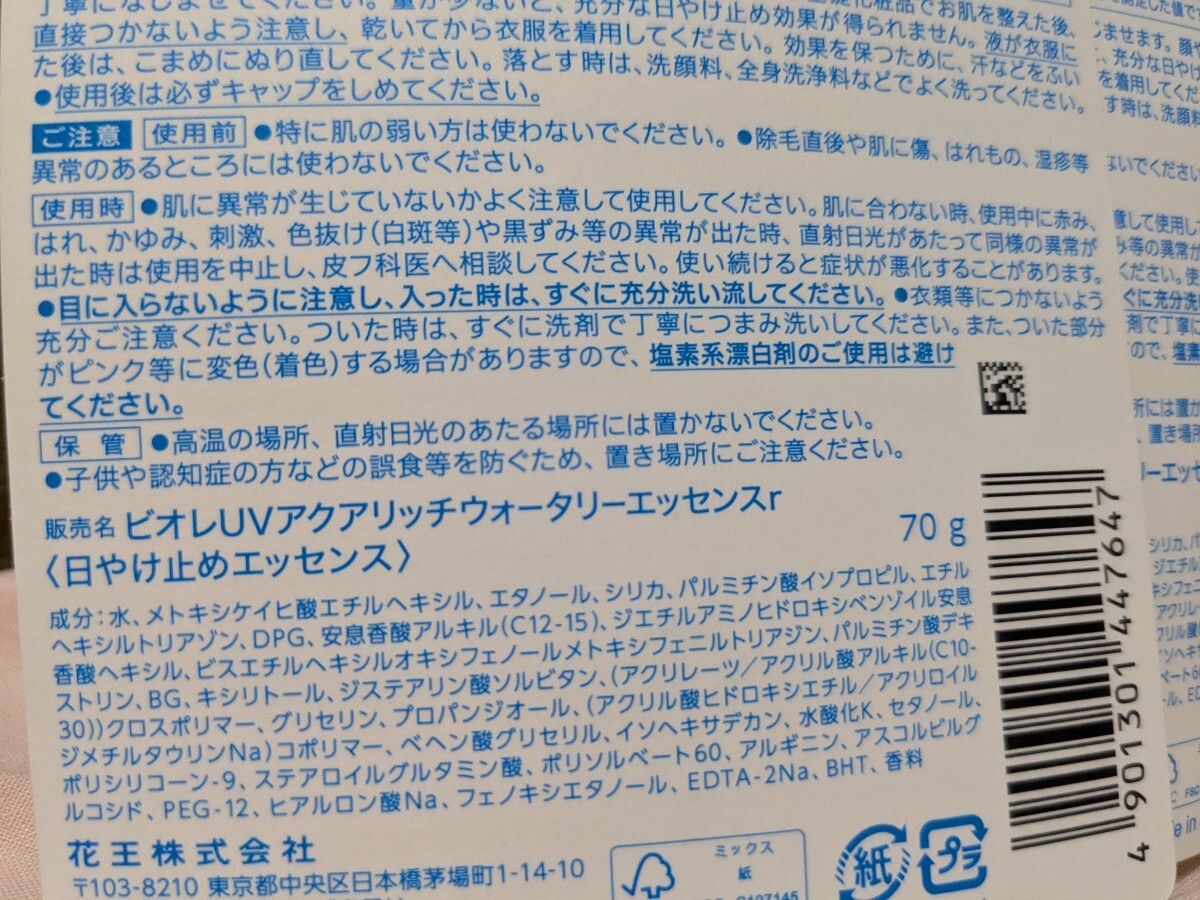 丁寧になじませます。量が少ないと、充分な日やけ止め効果が得られません。液が衣服に
直接つかないよう注意し、乾いてから衣服を着用してください。効果を保つために、汗などをふい
た後は、こまめにぬり直してください。落とす時は、洗顔料、全身洗浄料などでよく洗ってください。
●使用後は必ずキャップをしめてください。
ご注意 使用前 ●特に肌の弱い方は使わないでください。●除毛直後や肌に傷、はれもの、湿疹等
異常のあるところには使わないでください。
使用時 ●肌に異常が生じていないかよく注意して使用してください。肌に合わない時、使用中に赤み、
はれ、かゆみ、刺激、色抜け(白斑等)や黒ずみ等の異常が出た時、直射日光があたって同様の異常が
出た時は使用を中止し、皮フ科医へ相談してください。使い続けると症状が悪化することがあります。
●目に入らないように注意し、入った時は、すぐに充分洗い流してください。●衣類等につかないよう
充分ご注意ください。ついた時は、すぐに洗剤で丁寧につまみ洗いしてください。また、ついた部分
がピンク等に変色(着色)する場合がありますので、塩素系漂白剤のご使用は避け
てください。
保管 ●高温の場所、直射日光のあたる場所には置かないでください。
●子供や認知症の方などの誤食等を防ぐため、置き場所にご注意ください。
販売名 ビオレUVアクアリッチウォータリーエッセンスr
〈日やけ止めエッセンス〉 70 g
成分:水、メトキシケイヒ酸エチルヘキシル、エタノール、シリカ、パルミチン酸イソプロピル、エチル
ヘキシルトリアゾン、DPG、安息香酸アルキル(C12-15)、ジエチルアミノヒドロキシベンゾイル安息
香酸ヘキシル、ビスエチルヘキシルオキシフェノールメトキシフェニルトリアジン、パルミチン酸デキ
ストリン、BG、キシリトール、ジステアリン酸ソルビタン、(アクリレーツ/アクリル酸アルキル(C10-
30))クロスポリマー、グリセリン、プロパンジオール、(アクリル酸ヒドロキシエチル/アクリロイル
ジメチルタウリンNa)コポリマー、ベヘン酸グリセリル、イソヘキサデカン、水酸化K、セタノール、
ポリシリコーン-9、ステアロイルグルタミン酸、ポリソルベート60、アルギニン、アスコルビルグ
ルコシド、PEG-12、ヒアルロン酸Na、フェノキシエタノール、EDTA-2Na、BHT、香料
花王株式会社
〒103-8210 東京都中央区日本橋茅場町1-14-10
ミックス
紙
紙
プラ
4 901301 447647